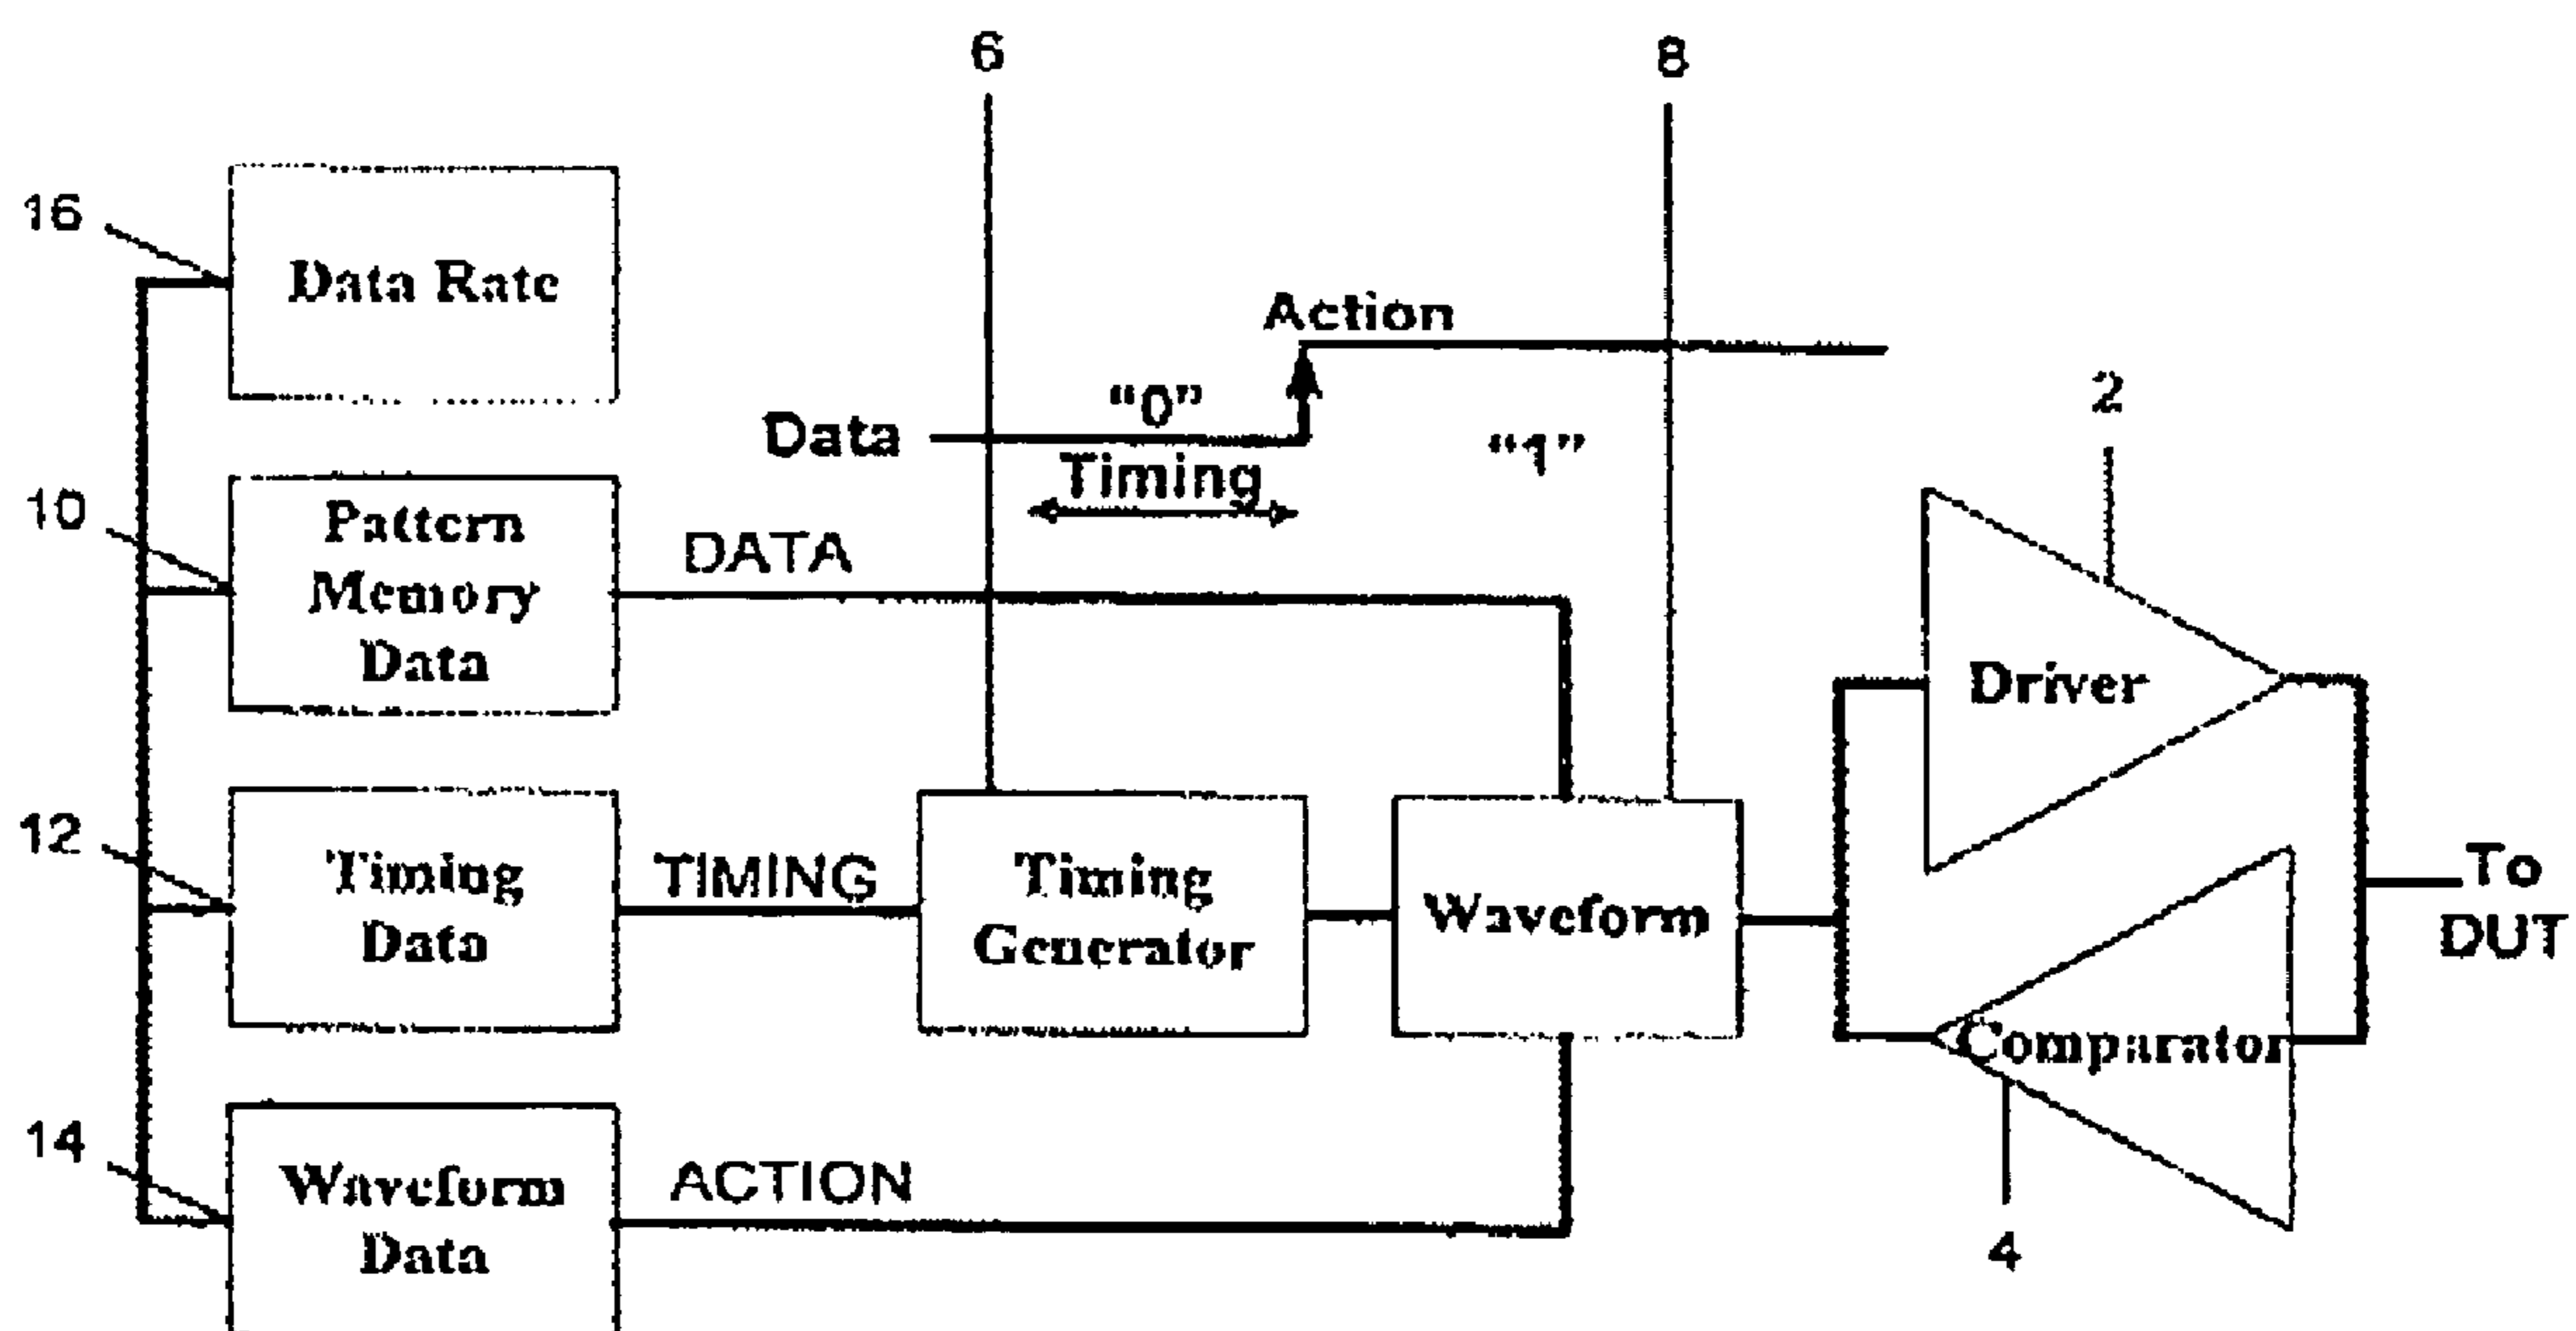 6
8
16
Data Rate
Action
2
"0"
Data
"1"
Timing
10
Pattern
Memory
Data
DATA
Driver
12
Timing
Data
TIMING
Timing
Generator
Waveform
To
DUT
Comparator
14
Waveform
Data
ACTION
4